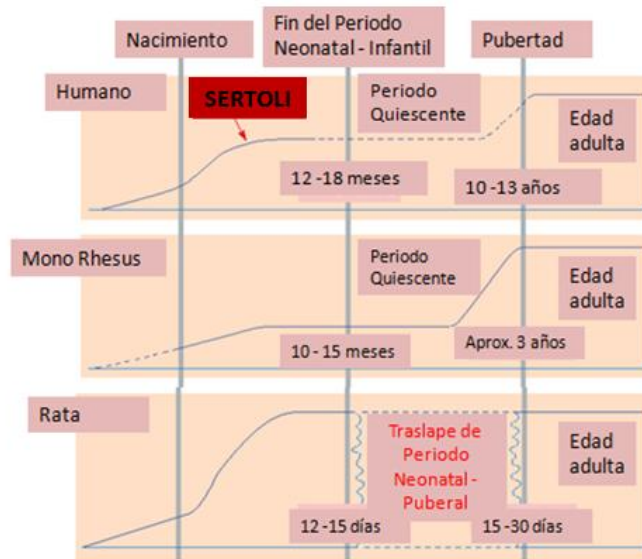 Nacimiento
Fin del Periodo
Neonatal - Infantil
Pubertad
Humano
SERTOLI
Periodo
Quiescente
Edad
adulta
12 -18 meses
10 -13 años
Mono Rhesus
Periodo
Quiescente
Edad
adulta
10 - 15 meses
Aprox. 3 años
Rata
Traslape de
Periodo
Neonatal -
Puberal
Edad
adulta
12 -15 días
15 -30 días